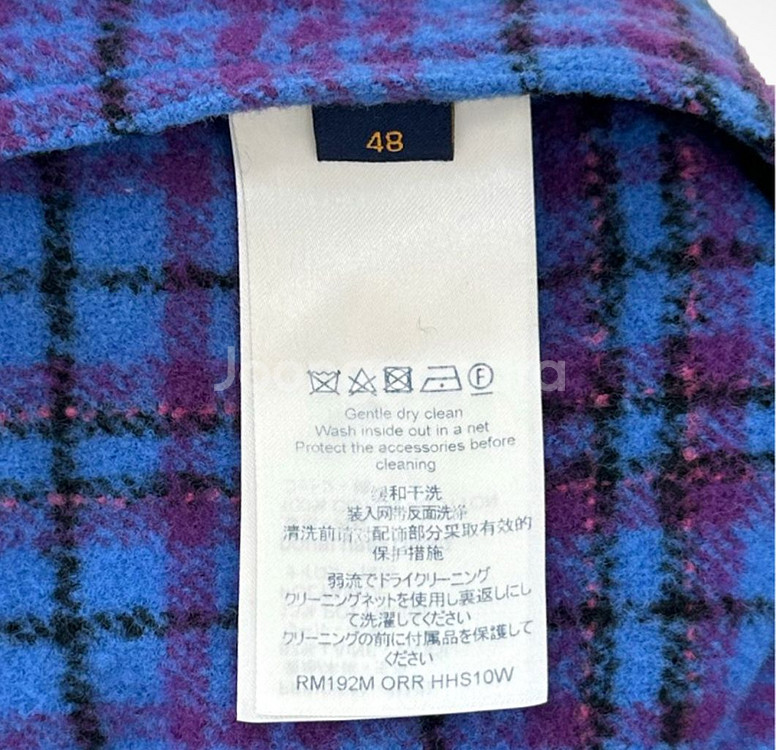 48
F
Gentle dry clean
Wash inside out in a net
Protect the accessories before
cleaning
缓和干洗
装入网带反面洗涤
清洗前请对配饰部分采取有效的
保护措施
弱流でドライクリーニング
クリーニングネットを使用し裏返しにし
て洗濯してください
クリーニングの前に付属品を保護して
ください
RM192M ORR HHS10W